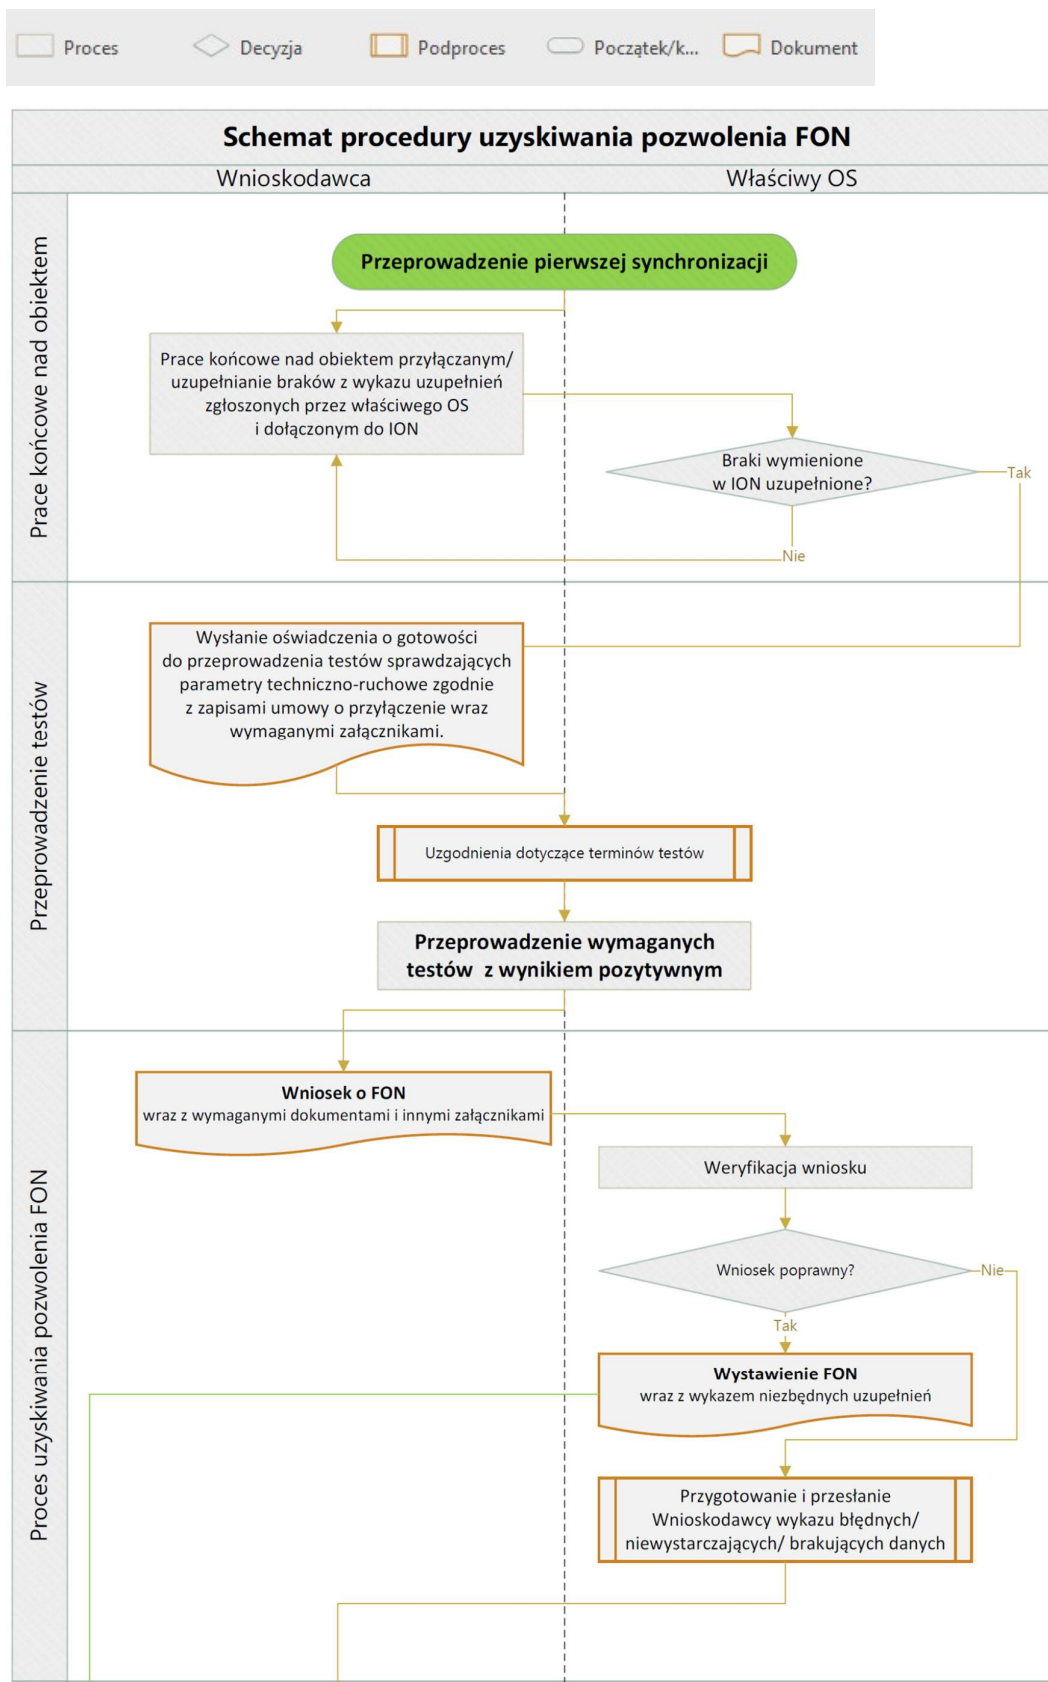 Proces
Decyzja
Podproces
Początek/k...
Dokument
Schemat procedury uzyskiwania pozwolenia FON
Wnioskodawca
Właściwy OS
Prace końcowe nad obiektem
Przeprowadzenie pierwszej synchronizacji
Prace końcowe nad obiektem przyłączanym/
uzupełnianie braków z wykazu uzupełnień
zgłoszonych przez właściwego OS
i dołączonym do ION
Braki wymienione
w ION uzupełnione?
Tak
Nie
Przeprowadzenie testów
Wysłanie oświadczenia o gotowości
do przeprowadzenia testów sprawdzających
parametry techniczno-ruchowe zgodnie
z zapisami umowy o przyłączenie wraz
wymaganymi załącznikami.
Uzgodnienia dotyczące terminów testów
Przeprowadzenie wymaganych
testów z wynikiem pozytywnym
Proces uzyskiwania pozwolenia FON
Wniosek o FON
wraz z wymaganymi dokumentami i innymi załącznikami
Weryfikacja wniosku
Wniosek poprawny?
Nie
Tak
Wystawienie FON
wraz z wykazem niezbędnych uzupełnień
Przygotowanie i przesłanie
Wnioskodawcy wykazu błędnych/
niewystarczających/ brakujących danych